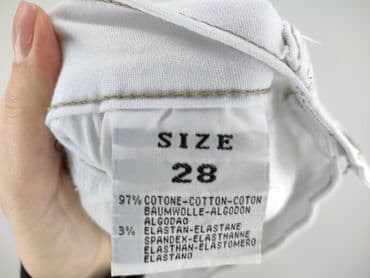 SIZE
28
97% COTONE-COTTON-COTON
BAUMWOLLE-ALGODON
ALGODAO
3% ELASTAN-ELASTANE
SPANDEX-ELASTHANNE
ELASTHAN-ELASTOMERO
ELASTANO